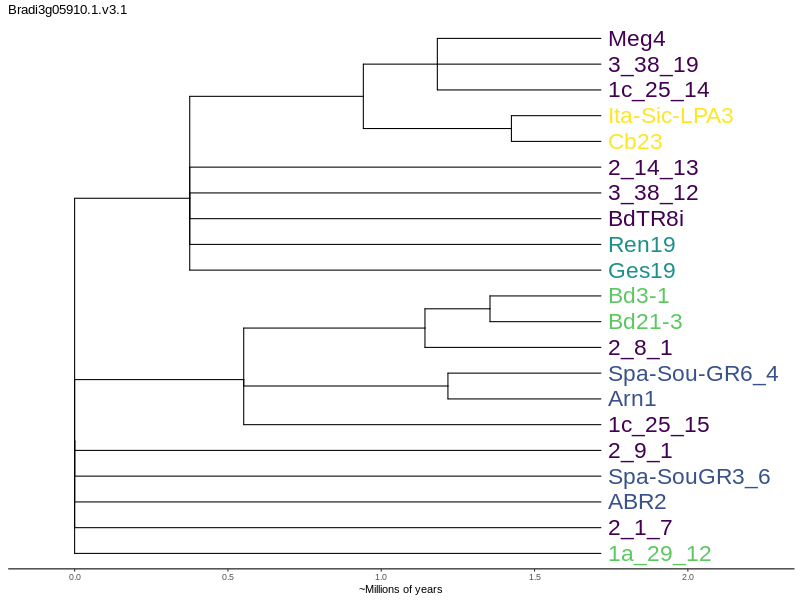 Bradi3g05910.1.v3.1
Meg4
3_38_19
1c_25_14
Ita-Sic-LPA3
Cb23
2_14_13
3_38_12
BdTR8i
Ren19
Ges19
Bd3-1
Bd21-3
2_8_1
Spa-Sou-GR6_4
Arn1
1c_25_15
2_9_1
Spa-SouGR3_6
ABR2
2_1_7
1a_29_12
0.0 0.5 1.0 1.5 2.0
~Millions of years